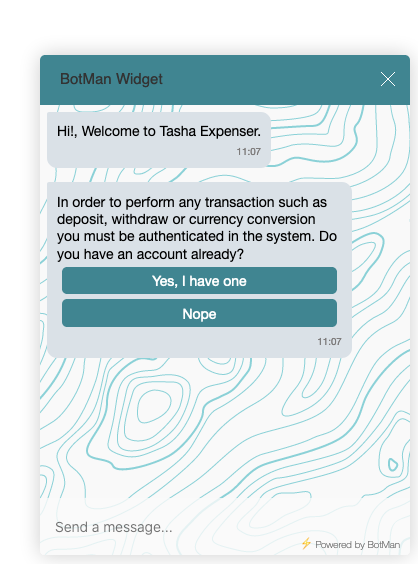 BotMan Widget
Hi!, Welcome to Tasha Expenser.
11:07
In order to perform any transaction such as
deposit, withdraw or currency conversion
you must be authenticated in the system. Do
you have an account already?
Yes, I have one
Nope
11:07
Send a message...
⚡ Powered by BotMan